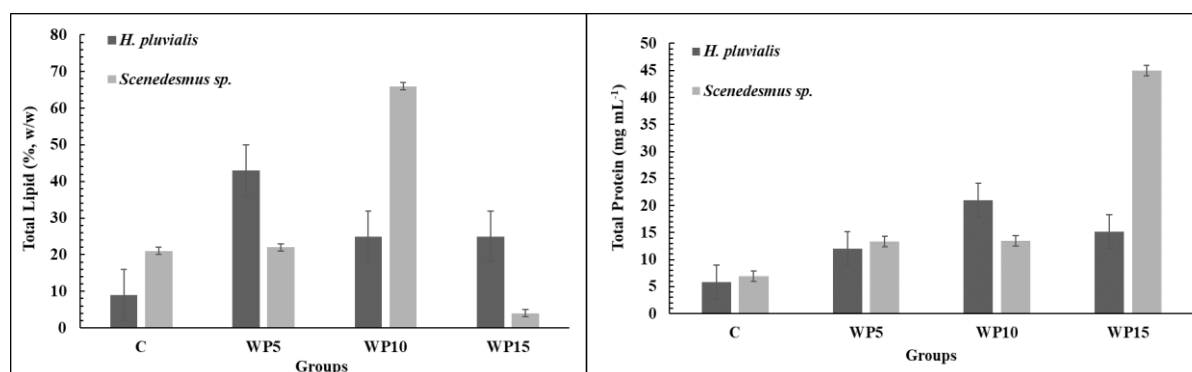 80
70
60
50
40
30
20
10
0
Total Lipid (%, w/w)
H. pluvialis
Scenedesmus sp.
C WP5 WP10 WP15
Groups
50
45
40
35
30
25
20
15
10
5
0
Total Protein (mg mL⁻¹)
H. pluvialis
Scenedesmus sp.
C WP5 WP10 WP15
Groups